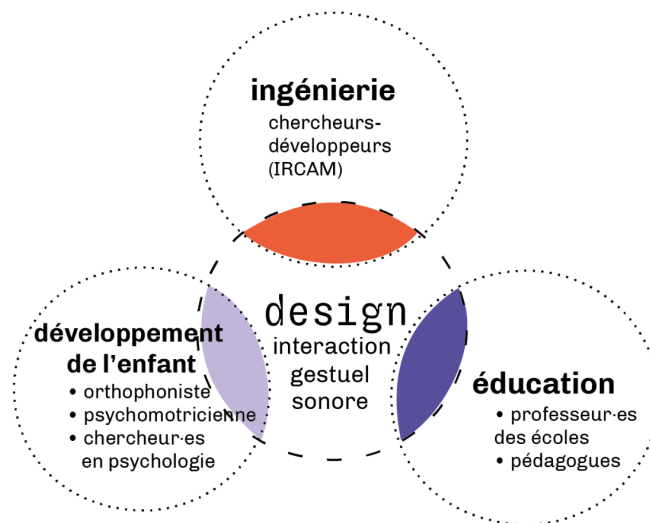 ingénierie
chercheurs-
développeurs
(IRCAM)
design
interaction
gestuel
sonore
développement
de l'enfant
• orthophoniste
• psychomotricienne
• chercheur·es
en psychologie
éducation
• professeur·es
des écoles
• pédagogues